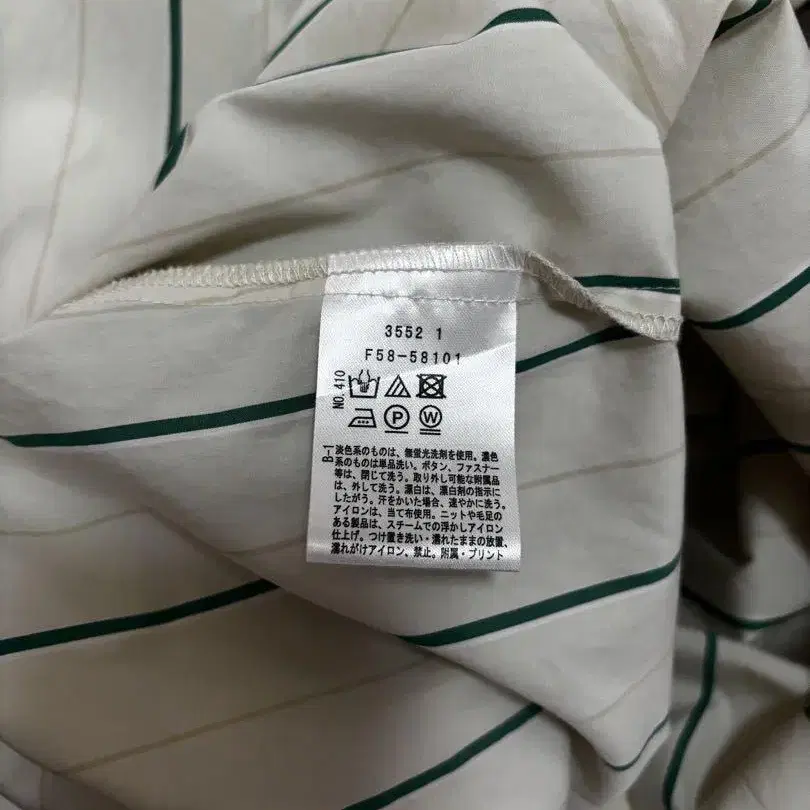 3552 1
F58-58101
NO.410
P
W
B-1
淡色系のものは、無蛍光洗剤を使用。濃色
系のものは単品洗い。ボタン、ファスナー
等は、閉じて洗う。取り外し可能な附属品
は、外して洗う。漂白は、漂白剤の指示に
したがう。汗をかいた場合、速やかに洗う。
アイロンは、当て布使用。ニットや毛足の
ある製品は、スチームでの浮かしアイロン
仕上げ。つけ置き洗い・濡れたままの放置、
濡れがけアイロン、禁止。附属・プリント